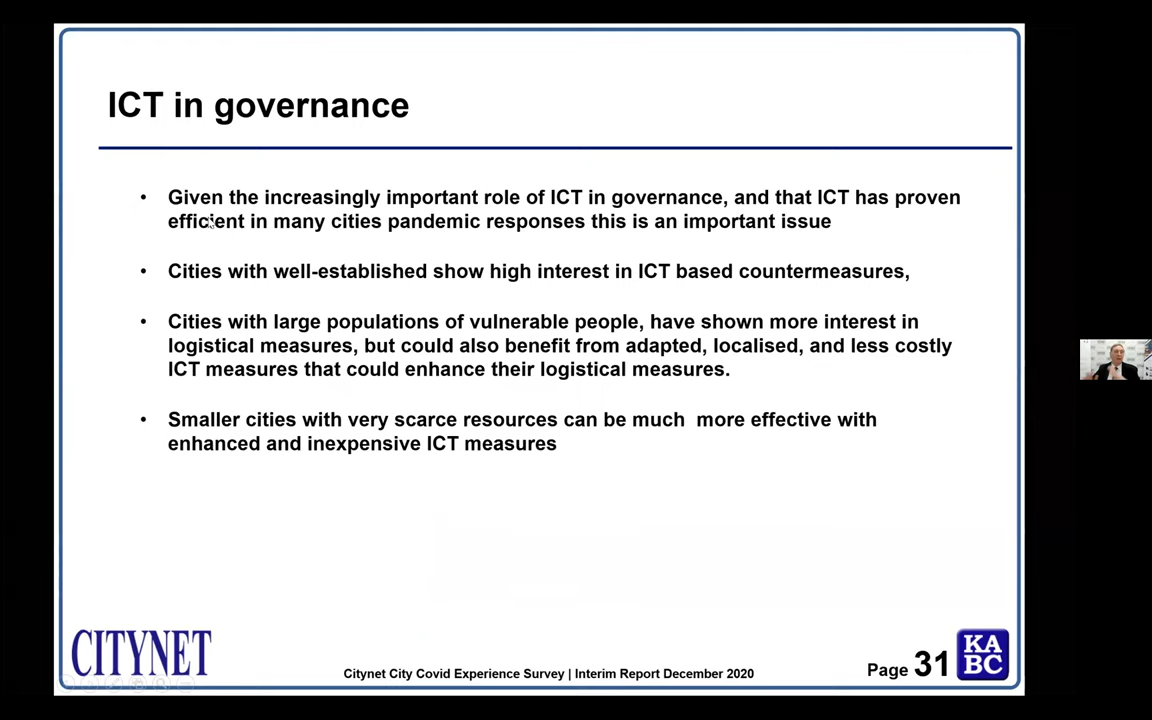 ICT in governance
• Given the increasingly important role of ICT in governance, and that ICT has proven
efficient in many cities pandemic responses this is an important issue
• Cities with well-established show high interest in ICT based countermeasures,
• Cities with large populations of vulnerable people, have shown more interest in
logistical measures, but could also benefit from adapted, localised, and less costly
ICT measures that could enhance their logistical measures.
• Smaller cities with very scarce resources can be much  more effective with
enhanced and inexpensive ICT measures
CITYNET
Citynet City Covid Experience Survey | Interim Report December 2020
Page 31
KA
BC